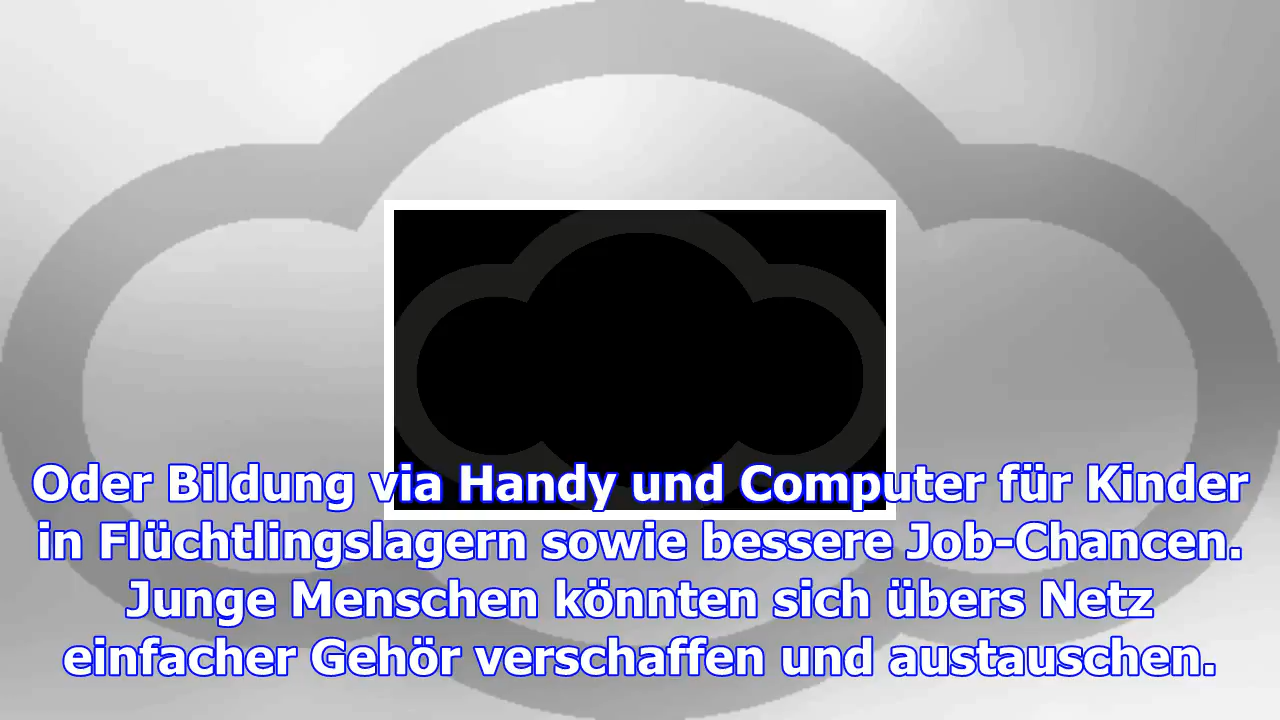 Oder Bildung via Handy und Computer für Kinder
in Flüchtlingslagern sowie bessere Job-Chancen.
Junge Menschen könnten sich übers Netz
einfacher Gehör verschaffen und austauschen.